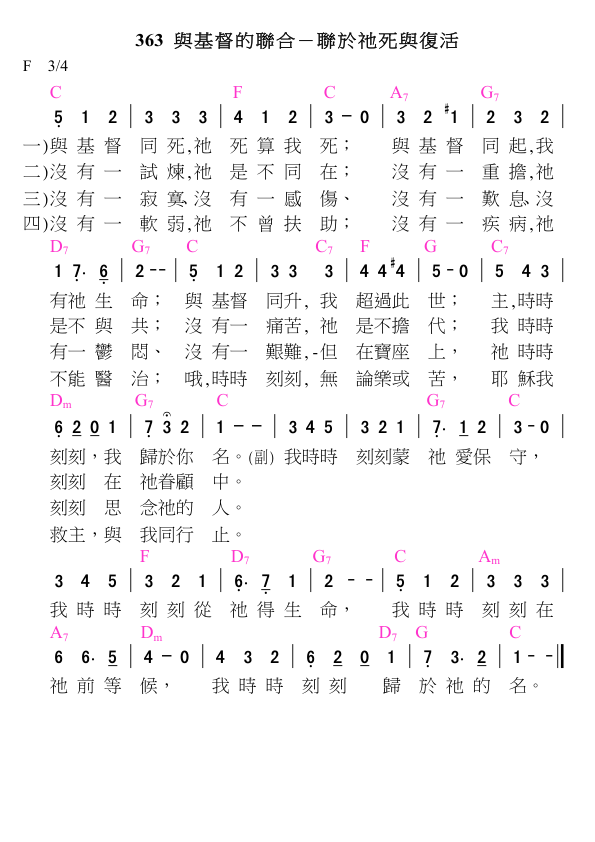 363 與基督的聯合－聯於祂死與復活
F 3/4
C F C A7 G7
5 1 2 | 3 3 3 | 4 1 2 | 3 － 0 | 3 2 #1 | 2 3 2 |
一)與 基 督 同 死,祂 死 算 我 死； 與 基 督 同 起,我
二)沒 有 一 試 煉,祂 是 不 同 在； 沒 有 一 重 擔,祂
三)沒 有 一 寂 寞、沒 有 一 感 傷、 沒 有 一 歎 息、沒
四)沒 有 一 軟 弱,祂 不 曾 扶 助； 沒 有 一 疾 病,祂
D7 G7 C C7 F G C7
1 7· 6 | 2 - - | 5 1 2 | 3 3 3 | 4 4 #4 | 5 - 0 | 5 4 3 |
有祂 生 命； 與 基督 同升, 我 超過此 世； 主,時時
是不 與 共； 沒 有一 痛苦, 祂 是不擔 代； 我 時時
有一 鬱 悶、 沒 有一 艱難, -但 在寶座 上， 祂 時時
不能 醫 治； 哦,時時 刻刻, 無 論樂或 苦， 耶 穌我
Dm G7 C G7 C
6 2 0 1 | 7 3 2 | 1 － － | 3 4 5 | 3 2 1 | 7· 1 2 | 3 - 0 |
刻刻，我 歸於你 名。(副) 我時時 刻刻蒙 祂 愛保 守，
刻刻 在 祂眷顧 中。
刻刻 思 念祂的 人。
救主，與 我同行 止。
F D7 G7 C Am
3 4 5 | 3 2 1 | 6· 7 1 | 2 - - | 5 1 2 | 3 3 3 |
我 時 時 刻 刻 從 祂 得 生 命， 我 時 時 刻 刻 在
A7 Dm D7 G C
6 6· 5 | 4 － 0 | 4 3 2 | 6 2 0 1 | 7 3· 2 | 1 - - ‖
祂 前 等 候， 我 時 時 刻 刻 歸 於 祂 的 名。